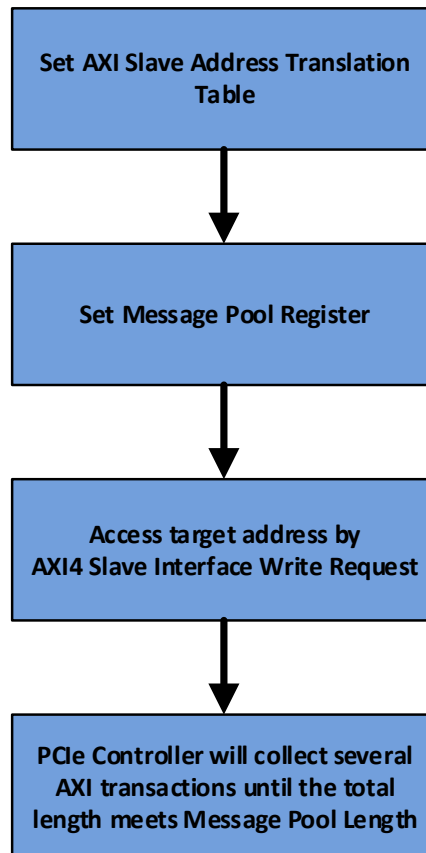 Set AXI Slave Address Translation
Table
Set Message Pool Register
Access target address by
AXI4 Slave Interface Write Request
PCIe Controller will collect several
AXI transactions until the total
length meets Message Pool Length